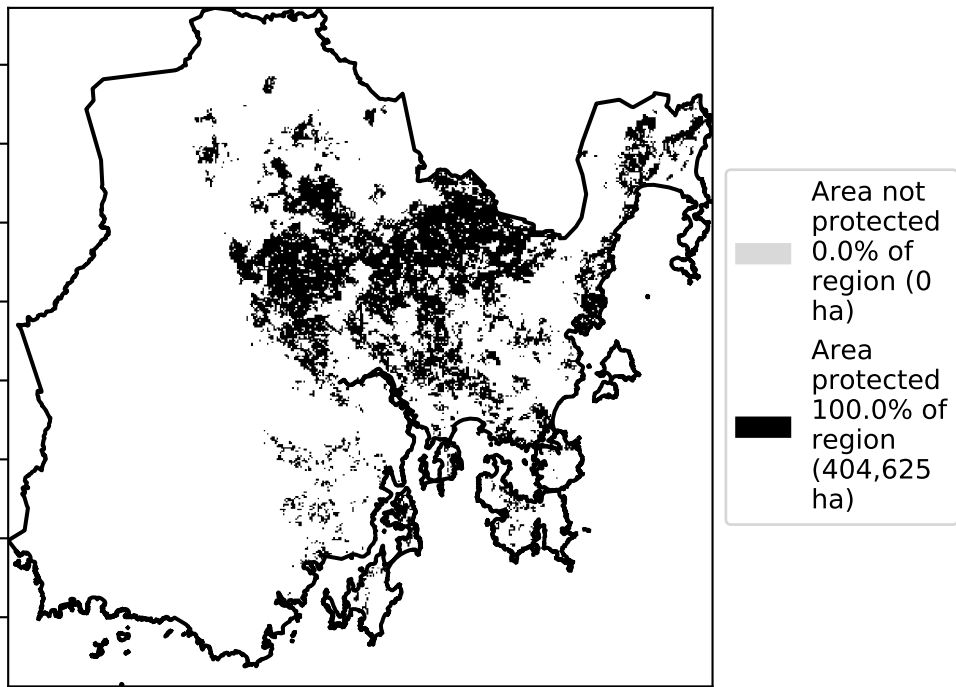 Area not
protected
0.0% of
region (0
ha)
Area
protected
100.0% of
region
(404,625
ha)